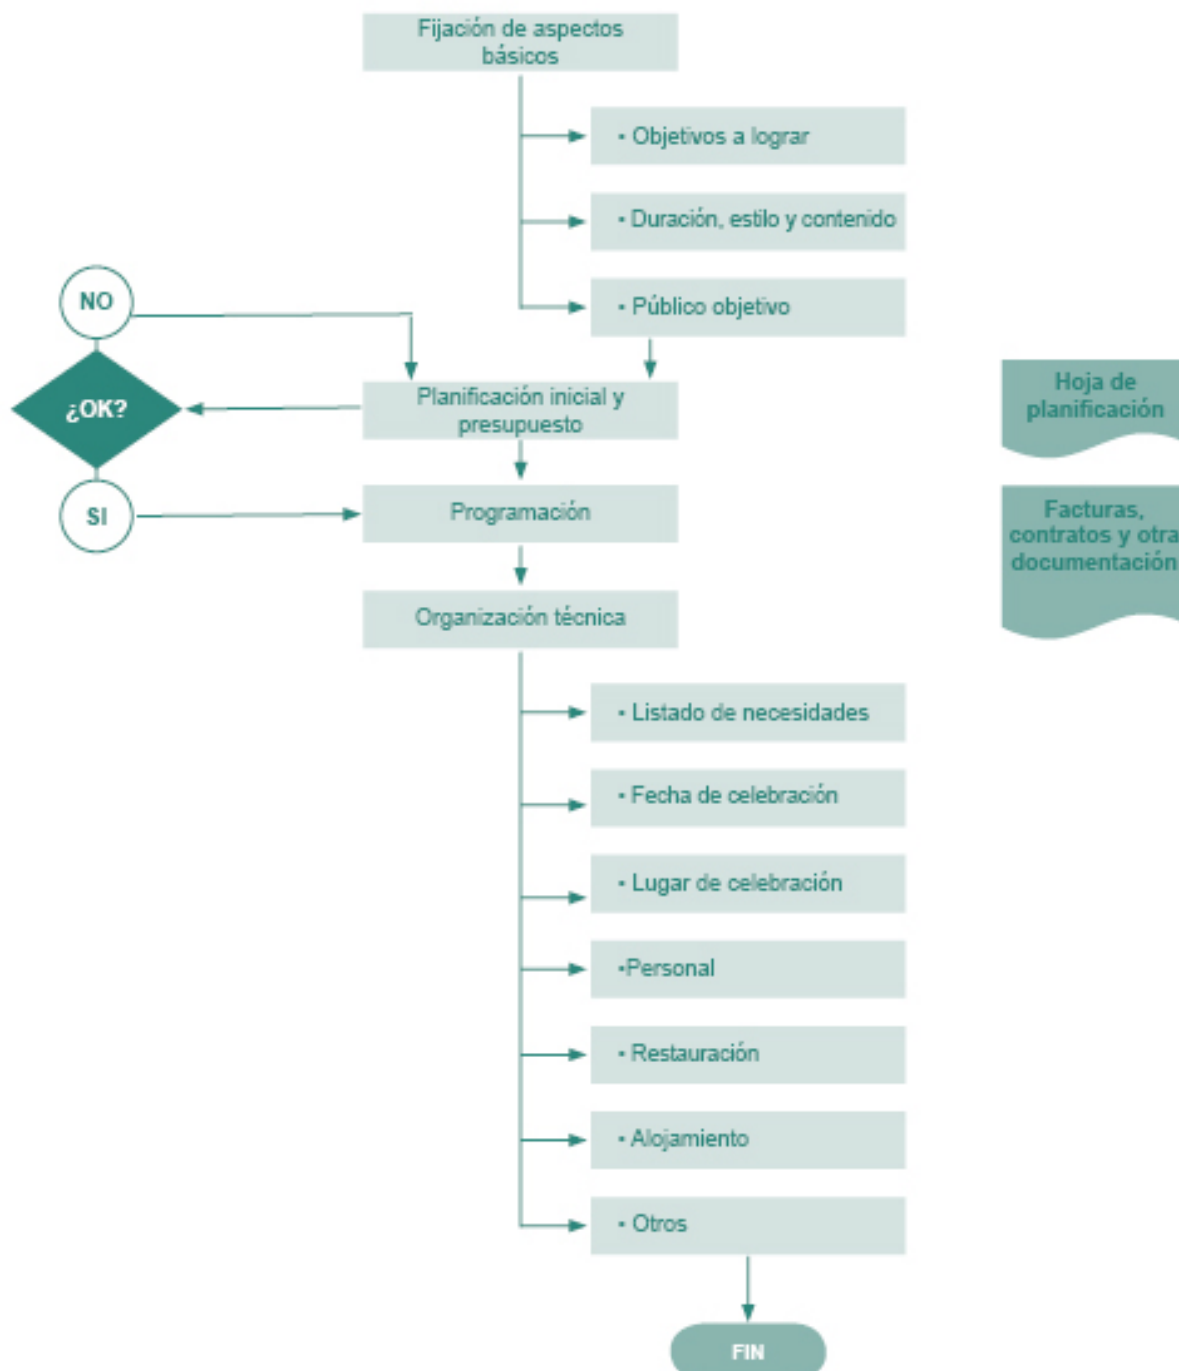 Fijación de aspectos
básicos
▪ Objetivos a lograr
▪ Duración, estilo y contenido
▪ Público objetivo
NO
¿OK?
SI
Planificación inicial y
presupuesto
Programación
Organización técnica
Hoja de
planificación
Facturas,
contratos y otra
documentación
▪ Listado de necesidades
▪ Fecha de celebración
▪ Lugar de celebración
▪Personal
▪ Restauración
▪ Alojamiento
▪ Otros
FIN